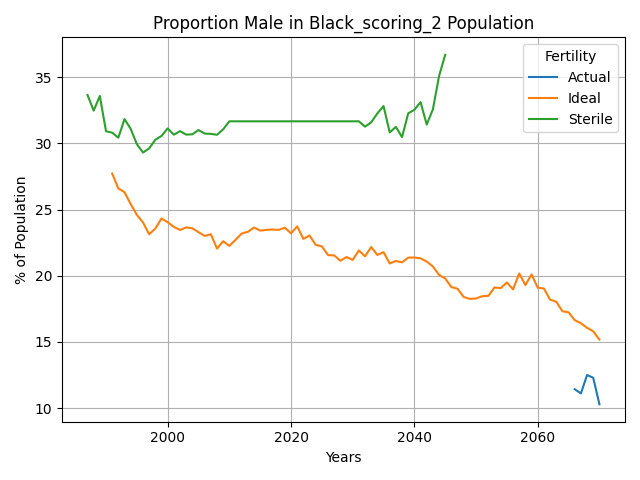 Proportion Male in Black_scoring_2 Population
Fertility
Actual
Ideal
Sterile
% of Population
35
30
25
20
15
10
2000
2020
2040
2060
Years